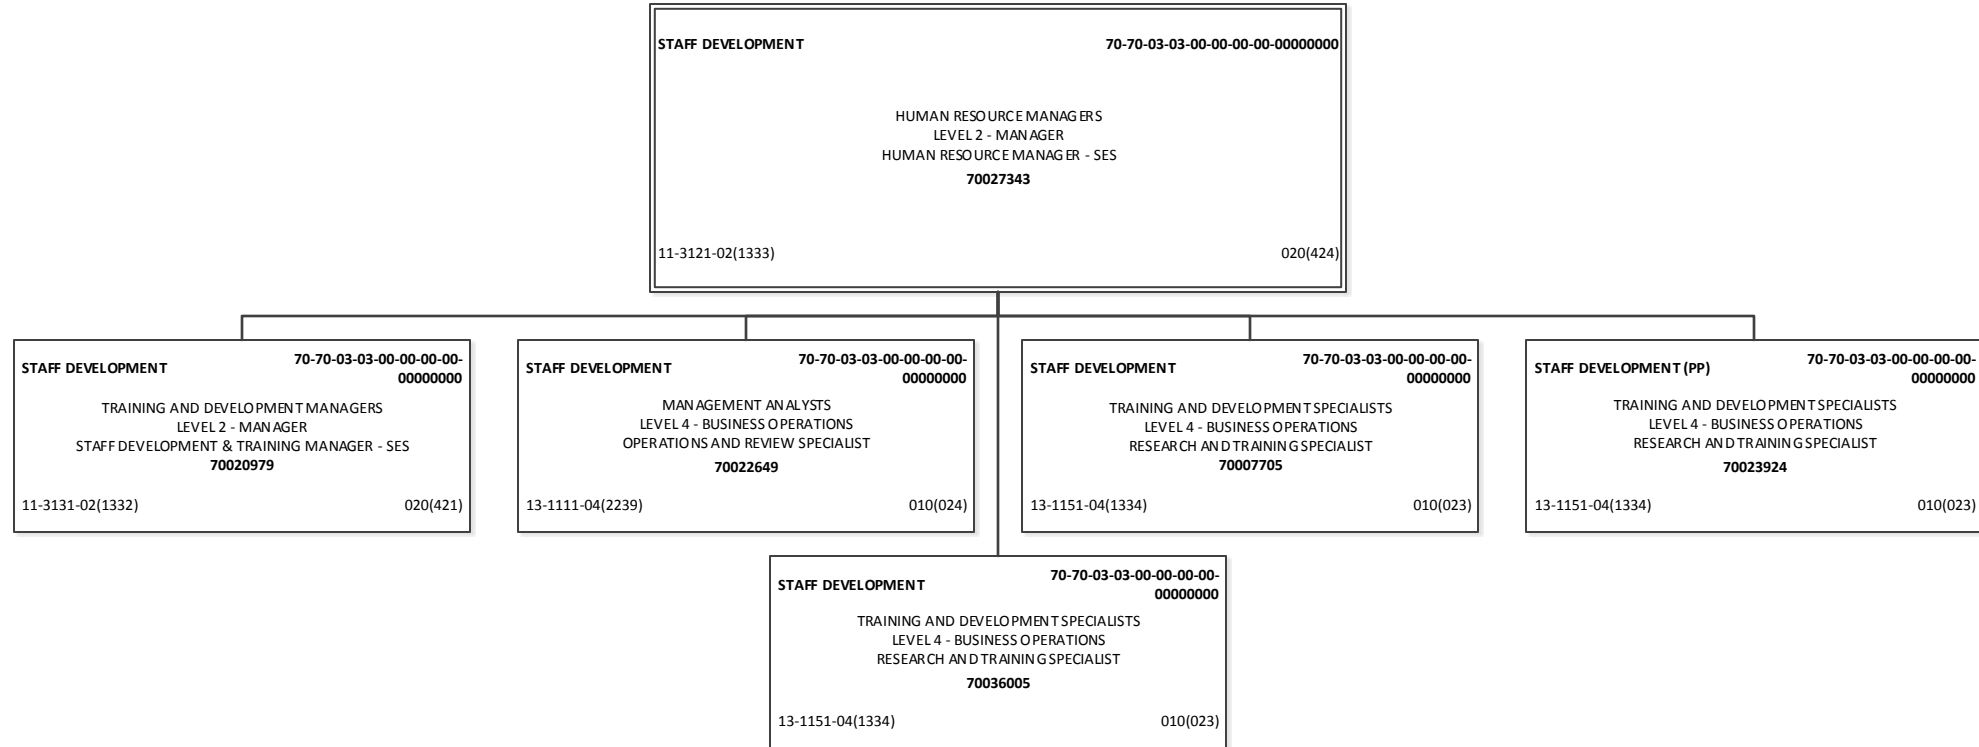 STAFF DEVELOPMENT 70-70-03-03-00-00-00-00-00000000
HUMAN RESOURCE MANAGERS
LEVEL 2 - MANAGER
HUMAN RESOURCE MANAGER - SES
70027343
11-3121-02(1333) 020(424)
STAFF DEVELOPMENT
70-70-03-03-00-00-00-00-
00000000
TRAINING AND DEVELOPMENT MANAGERS
LEVEL 2 - MANAGER
STAFF DEVELOPMENT & TRAINING MANAGER - SES
70020979
11-3131-02(1332) 020(421)
STAFF DEVELOPMENT
70-70-03-03-00-00-00-00-
00000000
MANAGEMENT ANALYSTS
LEVEL 4 - BUSINESS OPERATIONS
OPERATIONS AND REVIEW SPECIALIST
70022649
13-1111-04(2239) 010(024)
STAFF DEVELOPMENT
70-70-03-03-00-00-00-00-
00000000
TRAINING AND DEVELOPMENT SPECIALISTS
LEVEL 4 - BUSINESS OPERATIONS
RESEARCH AND TRAINING SPECIALIST
70007705
13-1151-04(1334) 010(023)
STAFF DEVELOPMENT (PP)
70-70-03-03-00-00-00-00-
00000000
TRAINING AND DEVELOPMENT SPECIALISTS
LEVEL 4 - BUSINESS OPERATIONS
RESEARCH AND TRAINING SPECIALIST
70023924
13-1151-04(1334) 010(023)
STAFF DEVELOPMENT
70-70-03-03-00-00-00-00-
00000000
TRAINING AND DEVELOPMENT SPECIALISTS
LEVEL 4 - BUSINESS OPERATIONS
RESEARCH AND TRAINING SPECIALIST
70036005
13-1151-04(1334) 010(023)